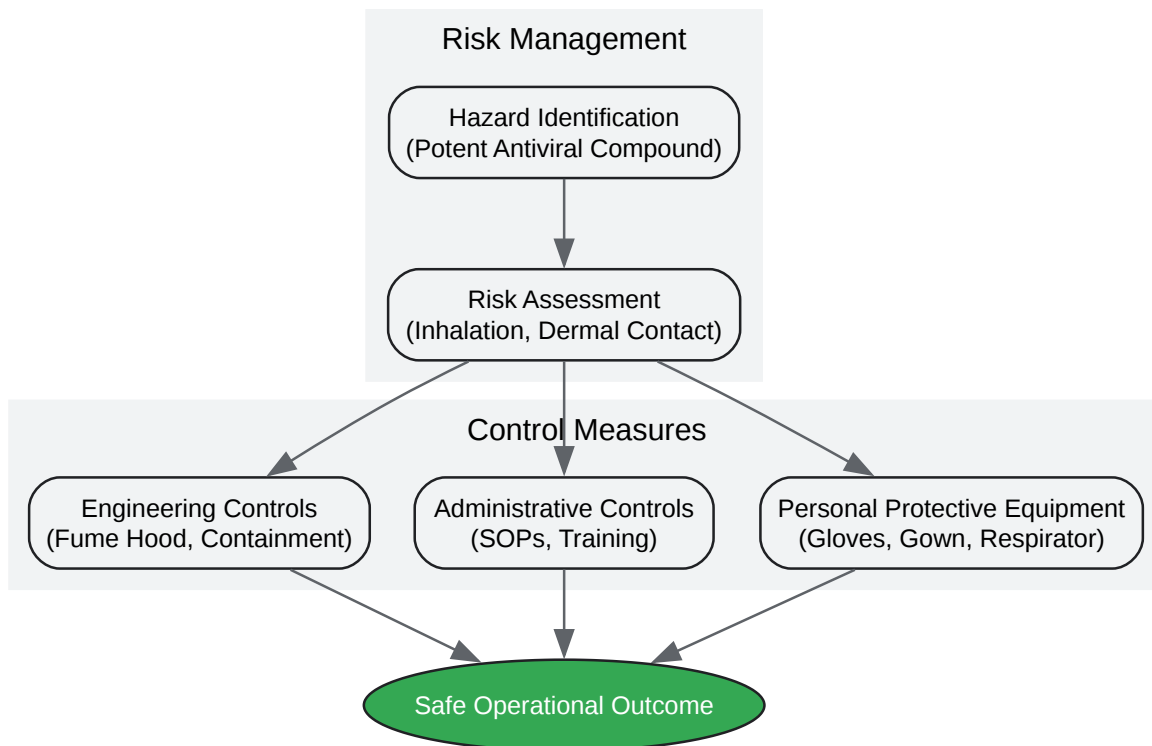 Risk Management
Hazard Identification
(Potent Antiviral Compound)
Risk Assessment
(Inhalation, Dermal Contact)
Control Measures
Engineering Controls
(Fume Hood, Containment)
Administrative Controls
(SOPs, Training)
Personal Protective Equipment
(Gloves, Gown, Respirator)
Safe Operational Outcome